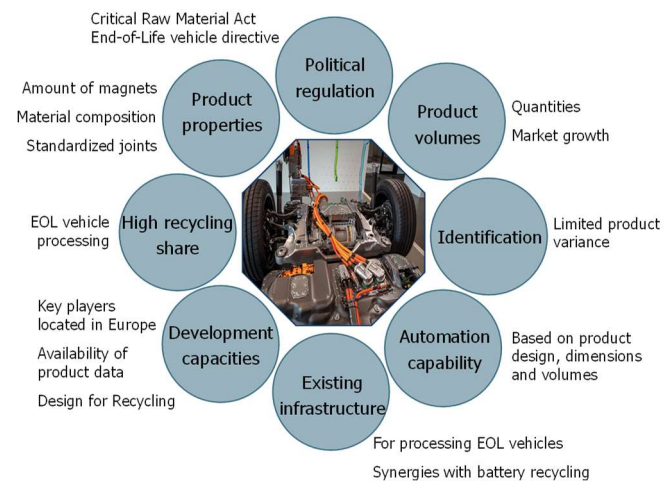 Critical Raw Material Act
End-of-Life vehicle directive
Political
regulation
Amount of magnets
Material composition
Standardized joints
Product
properties
Product
volumes
Quantities
Market growth
EOL vehicle
processing
High recycling
share
Identification
Limited product
variance
Key players
located in Europe
Availability of
product data
Design for Recycling
Development
capacities
Automation
capability
Based on product
design, dimensions
and volumes
Existing
infrastructure
For processing EOL vehicles
Synergies with battery recycling